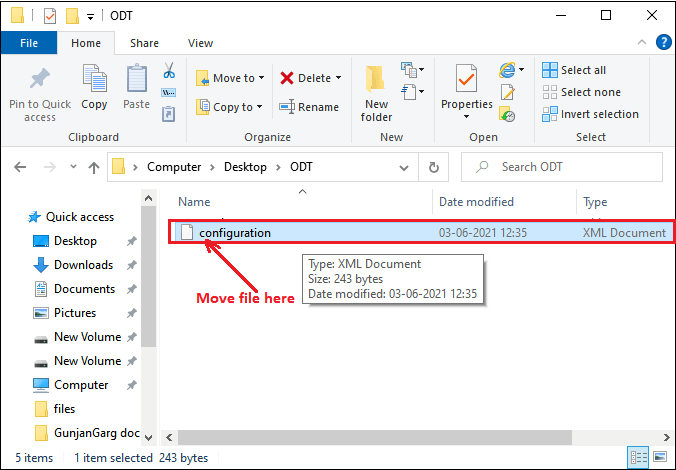 ODT
File Home Share View
Pin to Quick access
Copy
Paste
Move to
Copy to
Delete
Rename
New folder
Properties
Select all
Select none
Invert selection
Clipboard Organize New Open Select
Computer Desktop ODT
Search ODT
Name Date modified Type
Quick access
Desktop
Downloads
Documents
Pictures
New Volume
New Volume
Computer
files
GunjanGarg doc
configuration 03-06-2021 12:35 XML Document
Type: XML Document
Size: 243 bytes
Date modified: 03-06-2021 12:35
Move file here
5 items 1 item selected 243 bytes